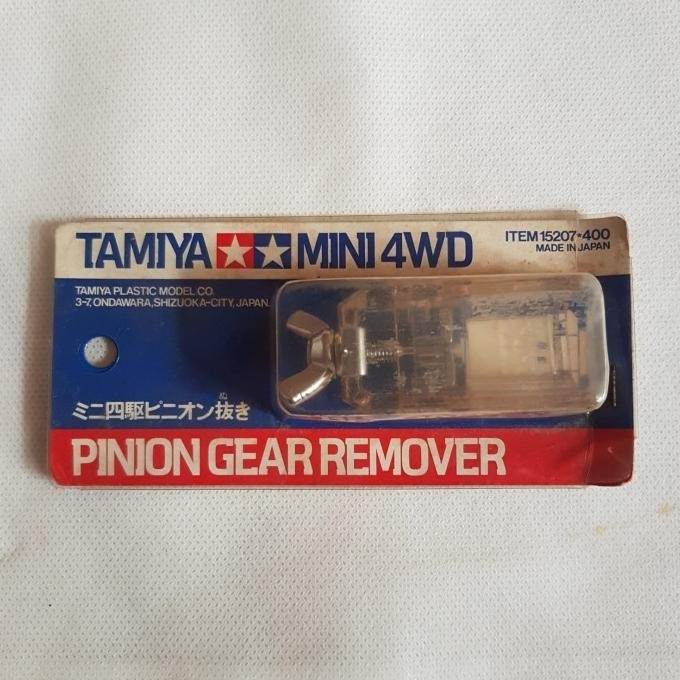 TAMIYA MINI 4WD
ITEM 15207★400
MADE IN JAPAN
TAMIYA PLASTIC MODEL CO.
3-7, ONDAWARA, SHIZUOKA-CITY, JAPAN.
ミニ四駆ピニオン抜き
ぬ
PINION GEAR REMOVER